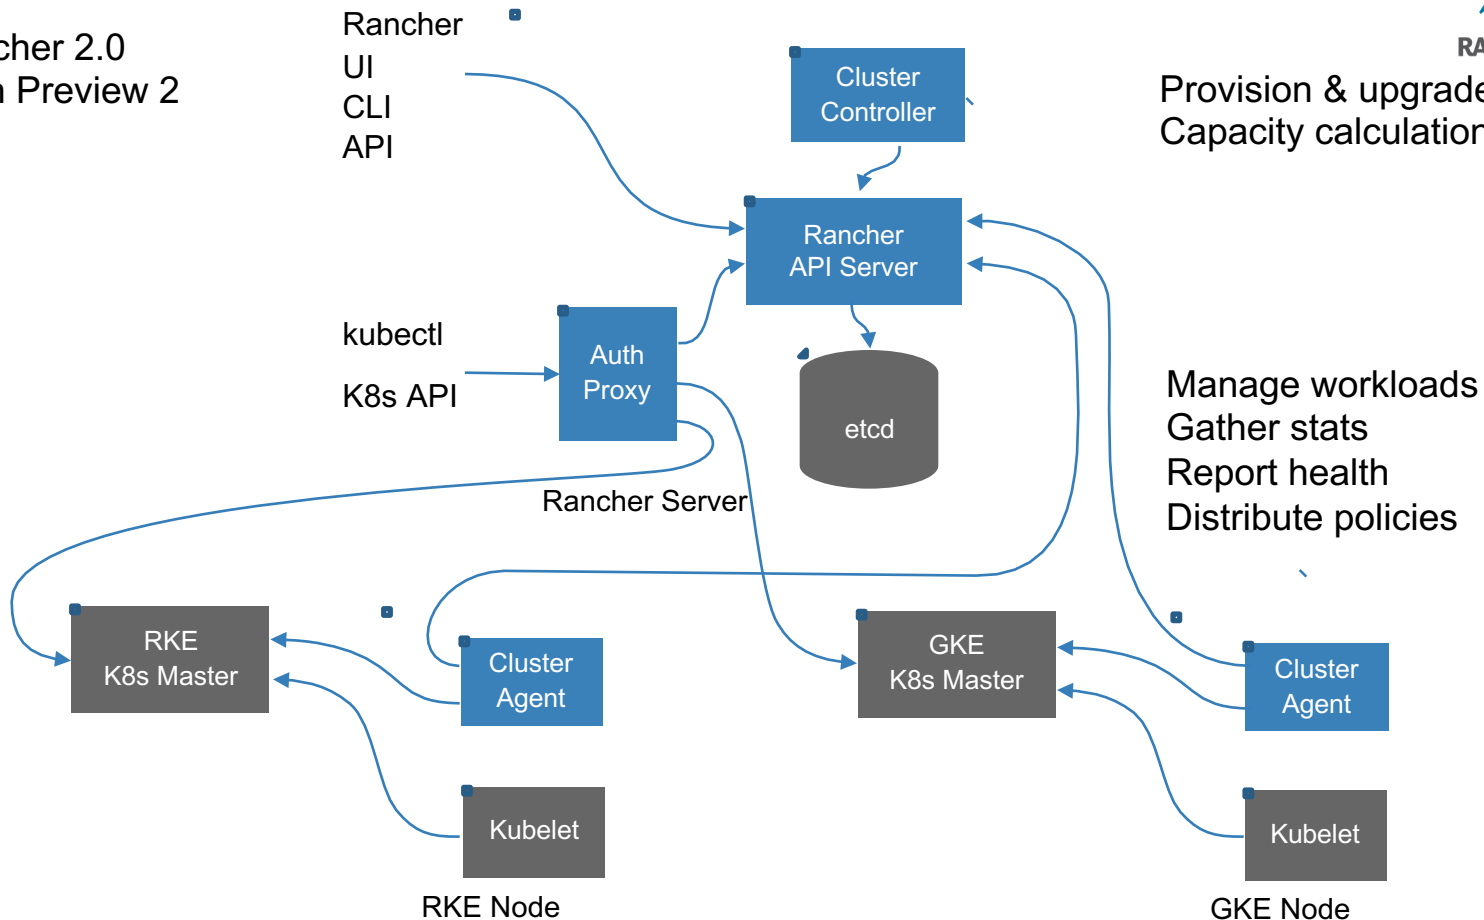 cher 2.0
n Preview 2
Rancher
UI
CLI
API
Cluster
Controller
RA
Provision & upgrade
Capacity calculation
Rancher
API Server
kubectl
K8s API
Auth
Proxy
etcd
Manage workloads
Gather stats
Report health
Distribute policies
Rancher Server
RKE
K8s Master
Cluster
Agent
GKE
K8s Master
Cluster
Agent
Kubelet
Kubelet
RKE Node
GKE Node